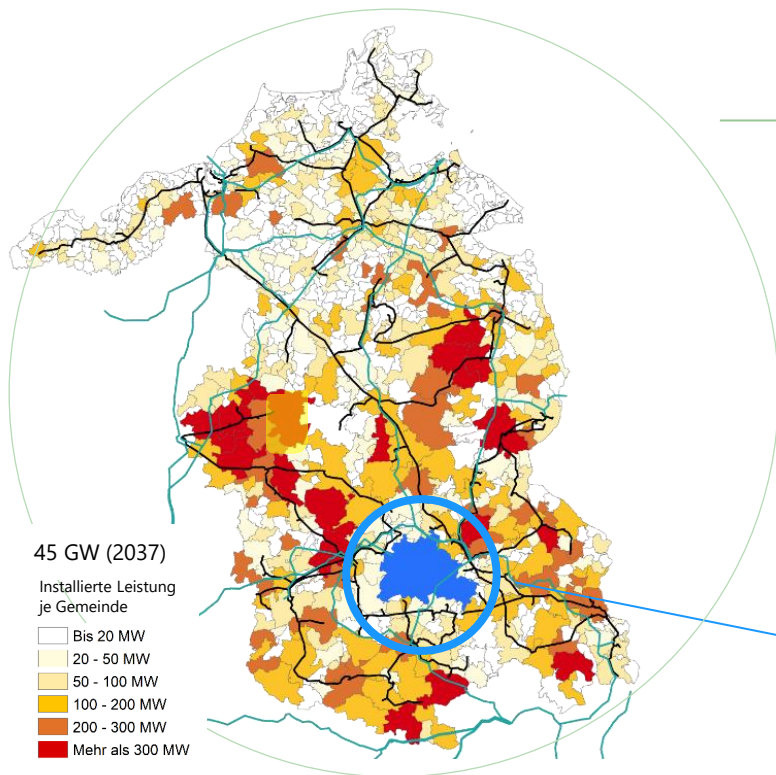 45 GW (2037)
Installierte Leistung
je Gemeinde
Bis 20 MW
20 - 50 MW
50 - 100 MW
100 - 200 MW
200 - 300 MW
Mehr als 300 MW